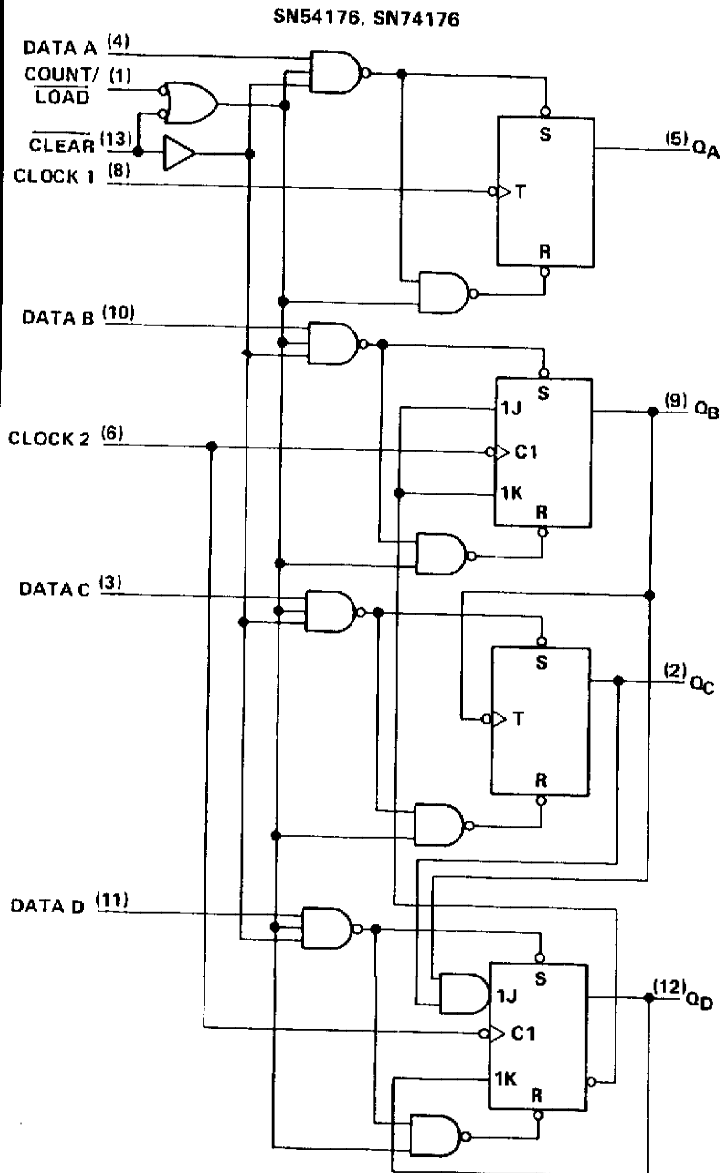 SN54176, SN74176
DATA A (4)
COUNT/ (1)
LOAD
CLEAR (13)
CLOCK 1 (8)
S
(5) QA
T
R
DATA B (10)
S
1J
(9) QB
CLOCK 2 (6)
C1
1K
R
DATA C (3)
S
(2) QC
T
R
DATA D (11)
S
1J
(12) QD
C1
1K
R